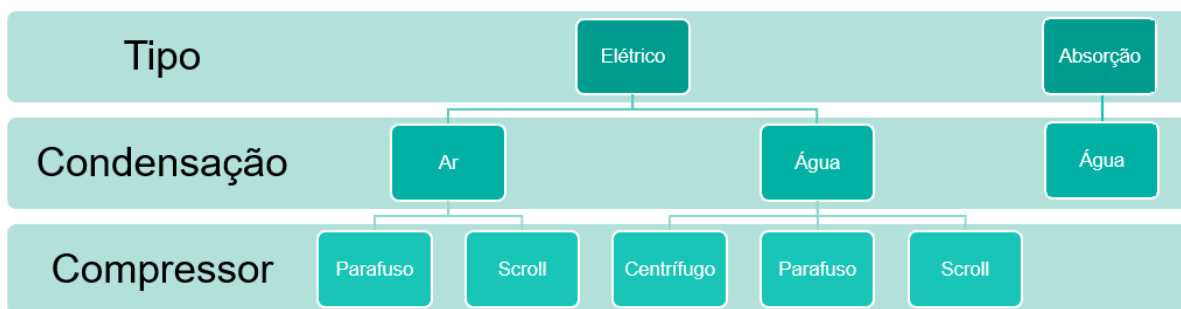 Tipo
Elétrico
Absorção
Condensação
Ar
Água
Água
Compressor
Parafuso
Scroll
Centrífugo
Parafuso
Scroll